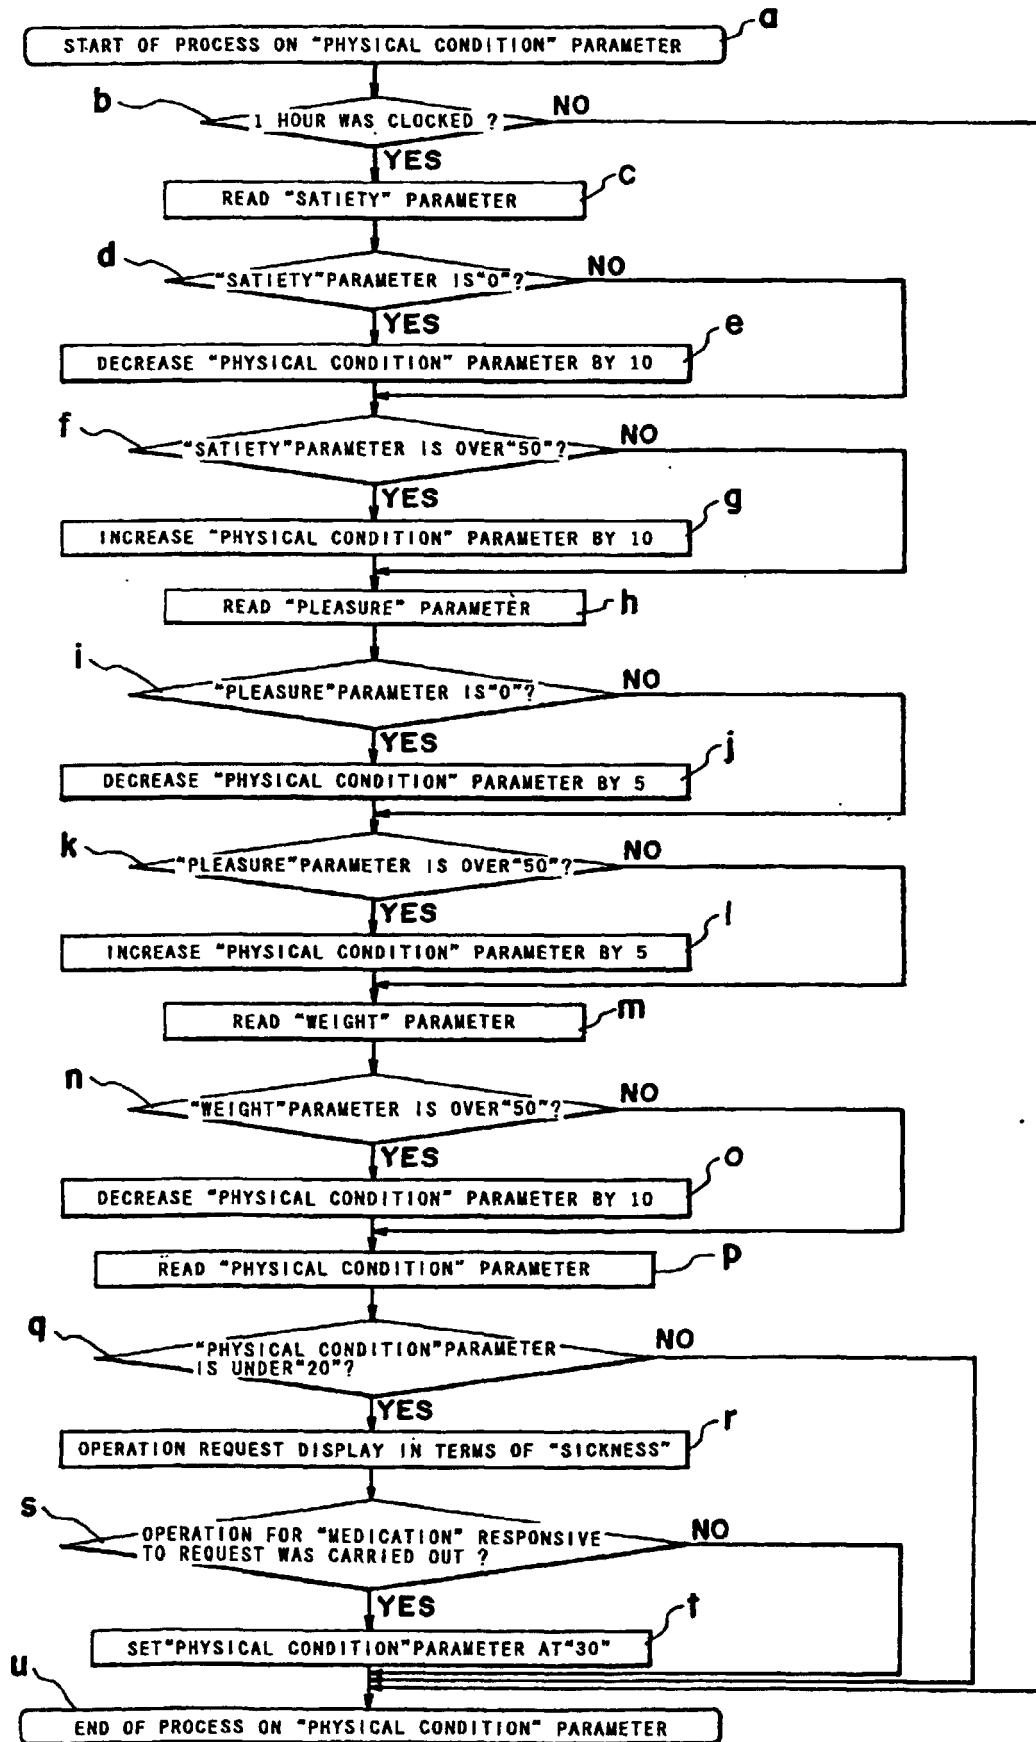 a
START OF PROCESS ON "PHYSICAL CONDITION" PARAMETER
b
1 HOUR WAS CLOCKED ?
NO
YES
c
READ "SATIETY" PARAMETER
d
"SATIETY"PARAMETER IS"0"?
NO
YES
e
DECREASE "PHYSICAL CONDITION" PARAMETER BY 10
f
"SATIETY"PARAMETER IS OVER"50"?
NO
YES
g
INCREASE "PHYSICAL CONDITION" PARAMETER BY 10
READ "PLEASURE" PARAMETER
h
i
"PLEASURE"PARAMETER IS"0"?
NO
YES
j
DECREASE "PHYSICAL CONDITION" PARAMETER BY 5
k
"PLEASURE"PARAMETER IS OVER"50"?
NO
YES
l
INCREASE "PHYSICAL CONDITION" PARAMETER BY 5
READ "WEIGHT" PARAMETER
m
n
"WEIGHT"PARAMETER IS OVER"50"?
NO
YES
o
DECREASE "PHYSICAL CONDITION" PARAMETER BY 10
READ "PHYSICAL CONDITION" PARAMETER
p
q
"PHYSICAL CONDITION"PARAMETER
IS UNDER"20"?
NO
YES
r
OPERATION REQUEST DISPLAY IN TERMS OF "SICKNESS"
s
OPERATION FOR "MEDICATION" RESPONSIVE
TO REQUEST WAS CARRIED OUT ?
NO
YES
t
SET"PHYSICAL CONDITION"PARAMETER AT"30"
u
END OF PROCESS ON "PHYSICAL CONDITION" PARAMETER